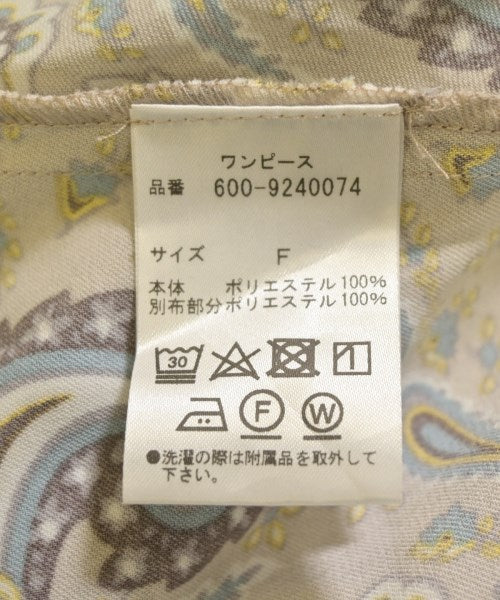 ワンピース
品番 600-9240074
サイズ F
本体 ポリエステル100%
別布部分ポリエステル100%
30
F W
●洗濯の際は附属品を取外して
下さい。